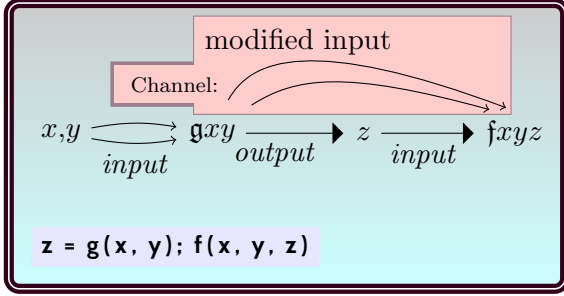 modified input
Channel:
x,y 𝔤xy z 𝔣xyz
input output input
z = g(x, y); f(x, y, z)